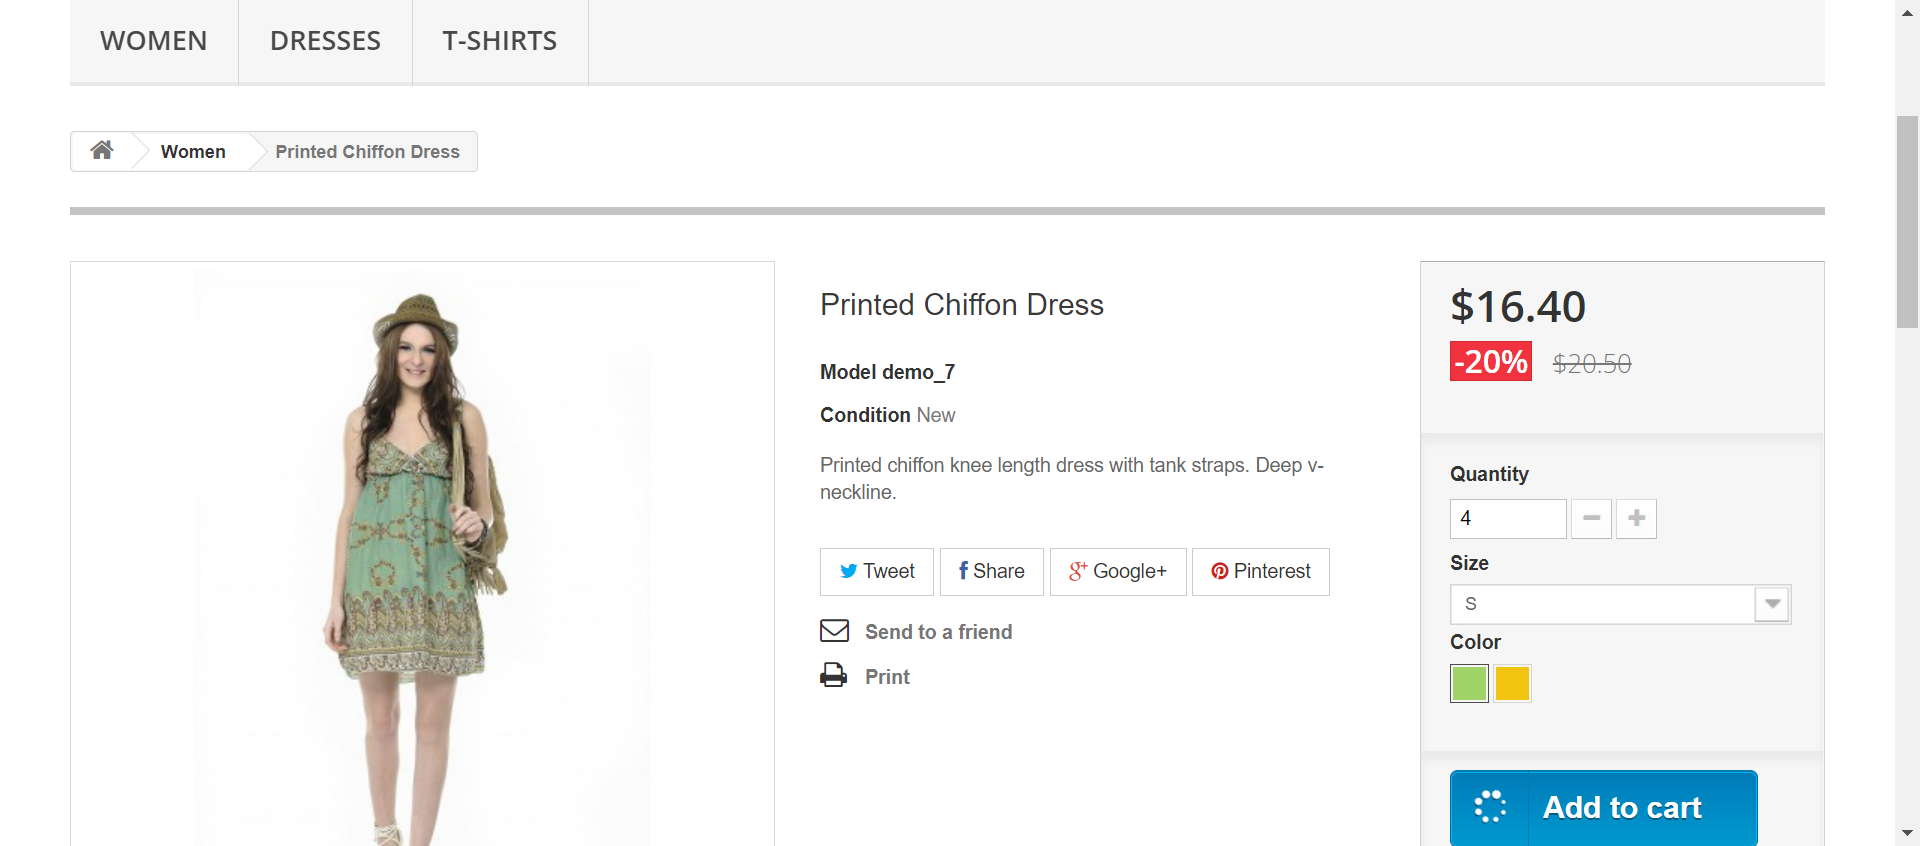 WOMEN
DRESSES
T-SHIRTS
Women
Printed Chiffon Dress
Printed Chiffon Dress
Model demo_7
Condition New
Printed chiffon knee length dress with tank straps. Deep v-
neckline.
Tweet
Share
Google+
Pinterest
Send to a friend
Print
$16.40
-20% $20.50
Quantity
4
Size
S
Color
Add to cart